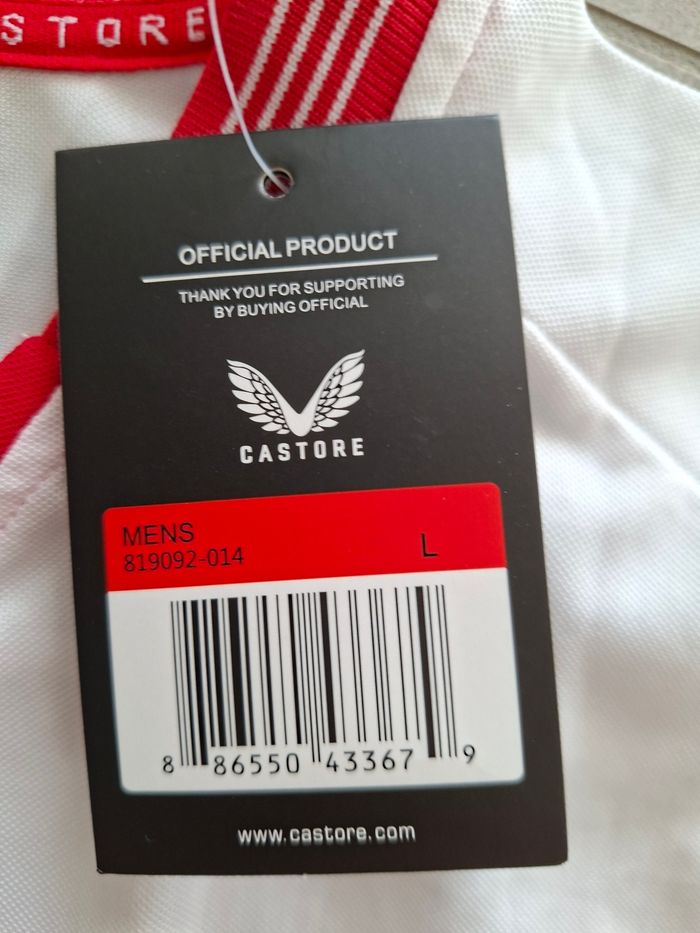 STORE
OFFICIAL PRODUCT
THANK YOU FOR SUPPORTING
BY BUYING OFFICIAL
CASTORE
MENS
819092-014
L
8 86550 43367 9
www.castore.com